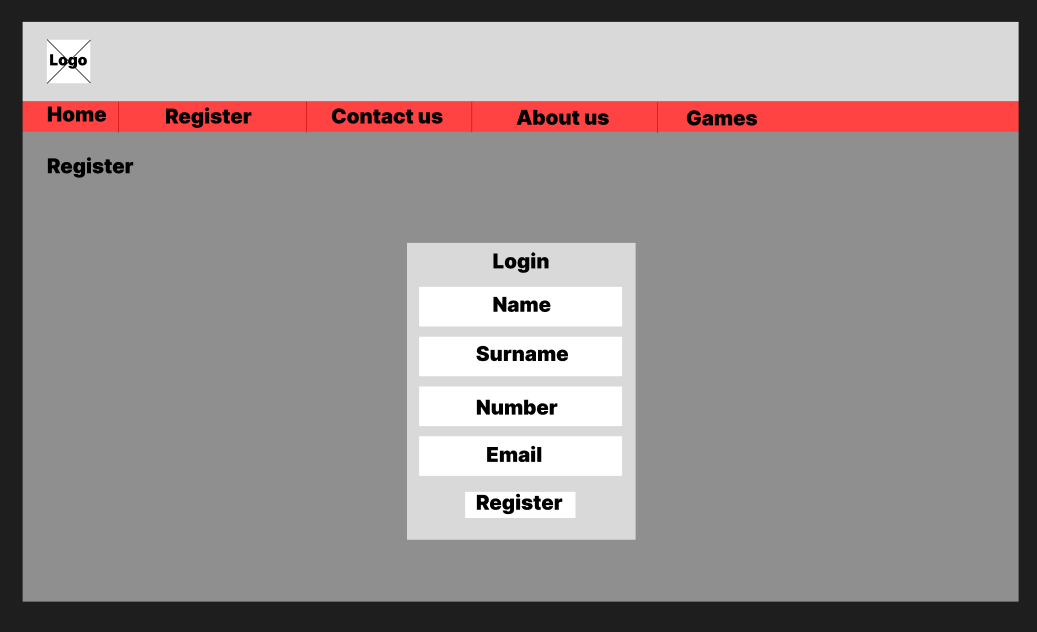 Logo
Home Register Contact us About us Games
Register
Login
Name
Surname
Number
Email
Register